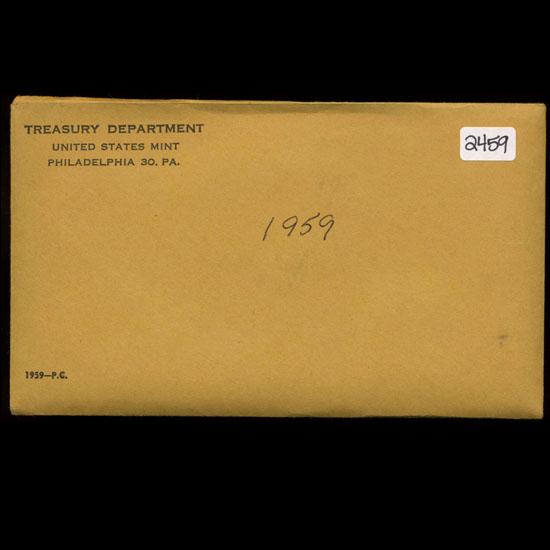 TREASURY DEPARTMENT
UNITED STATES MINT
PHILADELPHIA 30, PA.
2459
1959
1959—P.C.